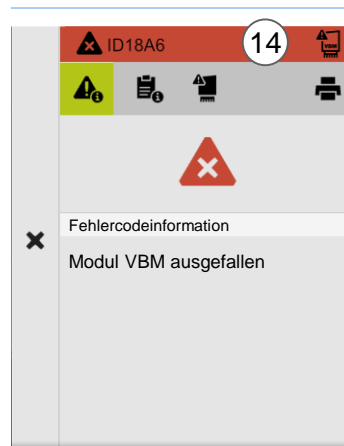 ID18A6
14
VBM
Fehlercodeinformation
Modul VBM ausgefallen